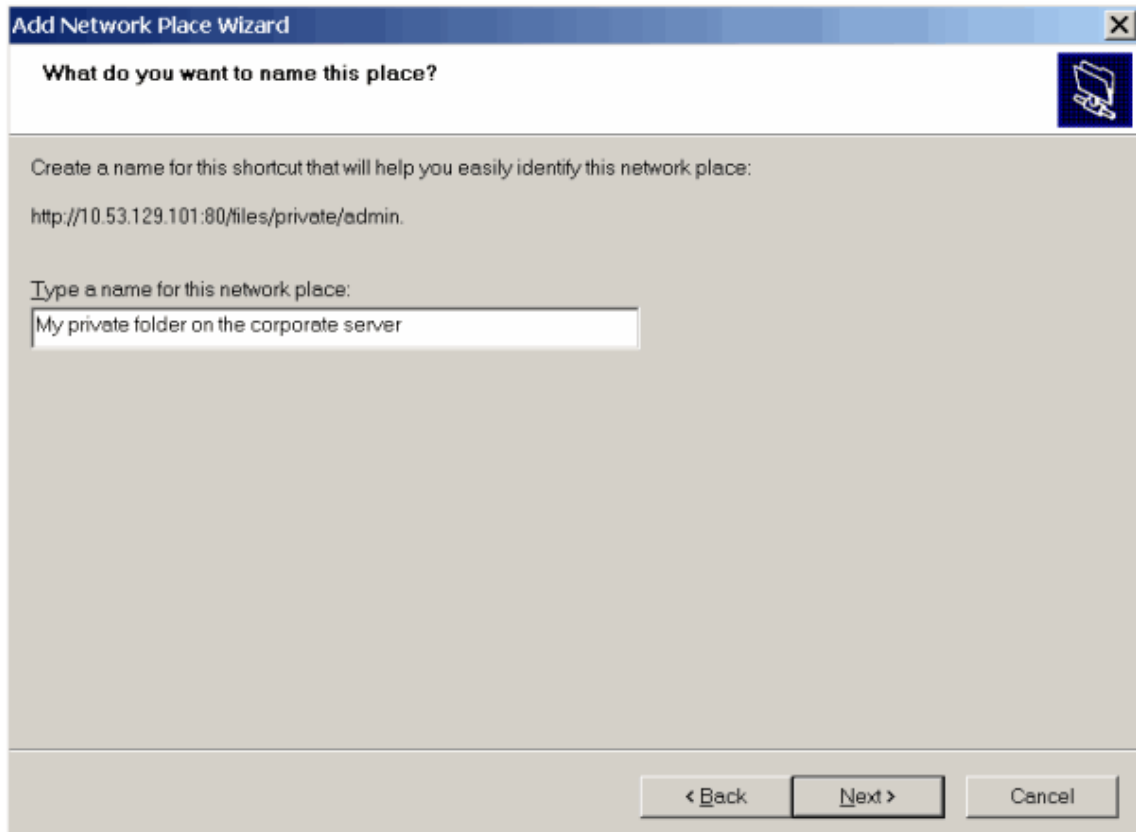 Add Network Place Wizard
What do you want to name this place?
Create a name for this shortcut that will help you easily identify this network place:
http://10.53.129.101:80/files/private/admin.
Type a name for this network place:
My private folder on the corporate server
< Back
Next >
Cancel